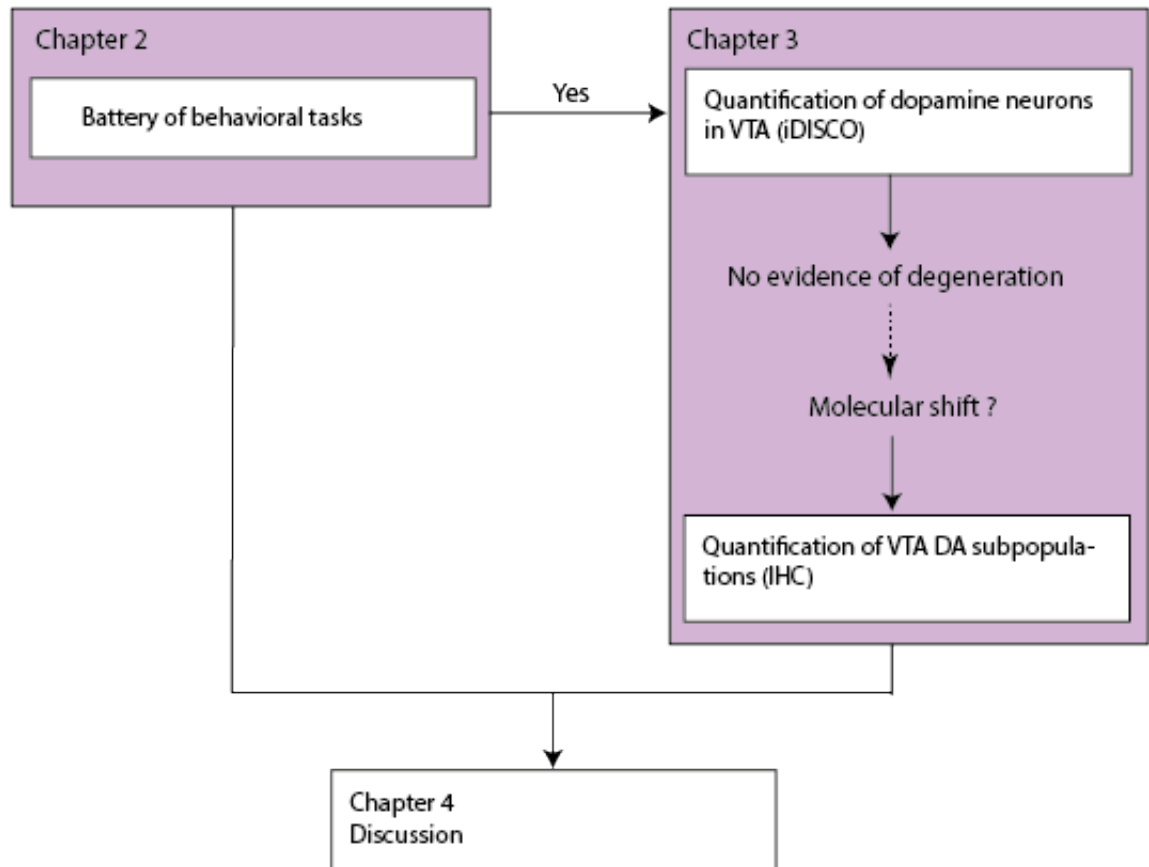 Chapter 2
Battery of behavioral tasks
Yes
Chapter 3
Quantification of dopamine neurons
in VTA (iDISCO)
No evidence of degeneration
Molecular shift ?
Quantification of VTA DA subpopula-
tions (IHC)
Chapter 4
Discussion